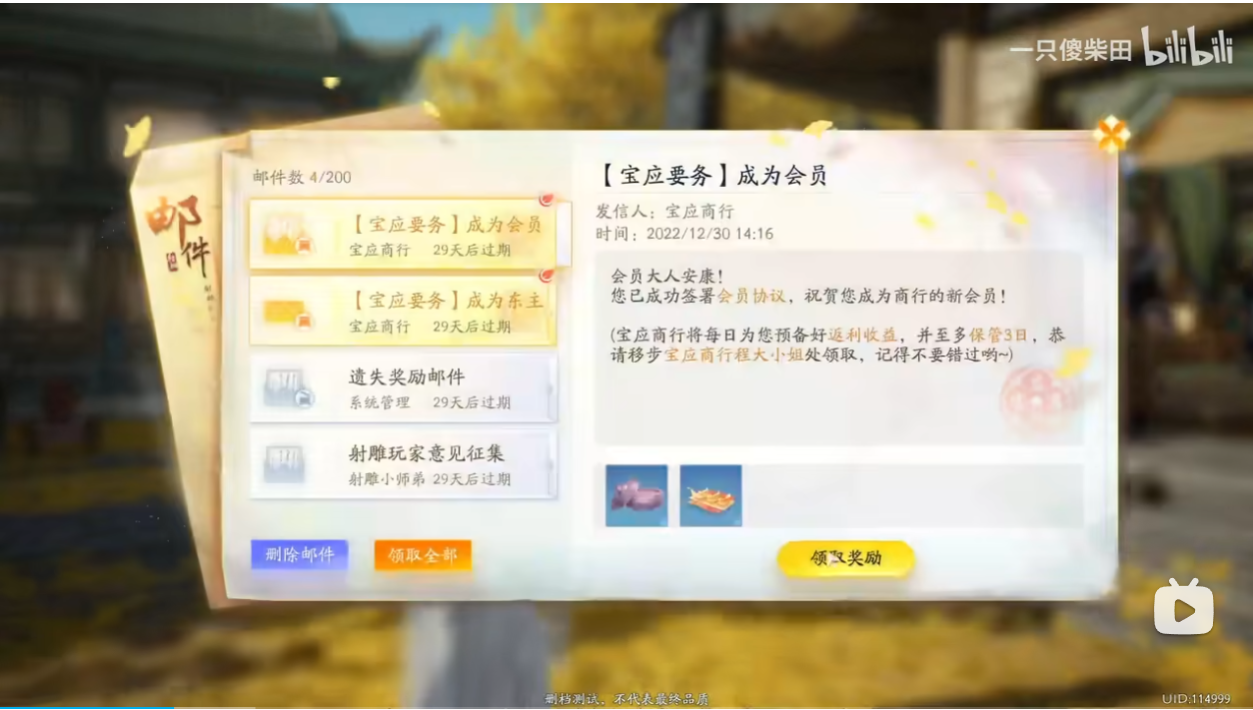 一只傻柴田 bilibili
邮件
邮件数 4/200
【宝应要务】成为会员
宝应商行 29天后过期
【宝应要务】成为东主
宝应商行 29天后过期
遗失奖励邮件
系统管理 29天后过期
射雕玩家意见征集
射雕小师弟 29天后过期
删除邮件
领取全部
【宝应要务】成为会员
发信人：宝应商行
时间：2022/12/30 14:16
会员大人安康！
您已成功签署会员协议，祝贺您成为商行的新会员！
(宝应商行将每日为您预备好返利收益，并至多保管3日，恭
请移步宝应商行程大小姐处领取，记得不要错过哟~)
领取奖励
删档测试，不代表最终品质
UID:114999